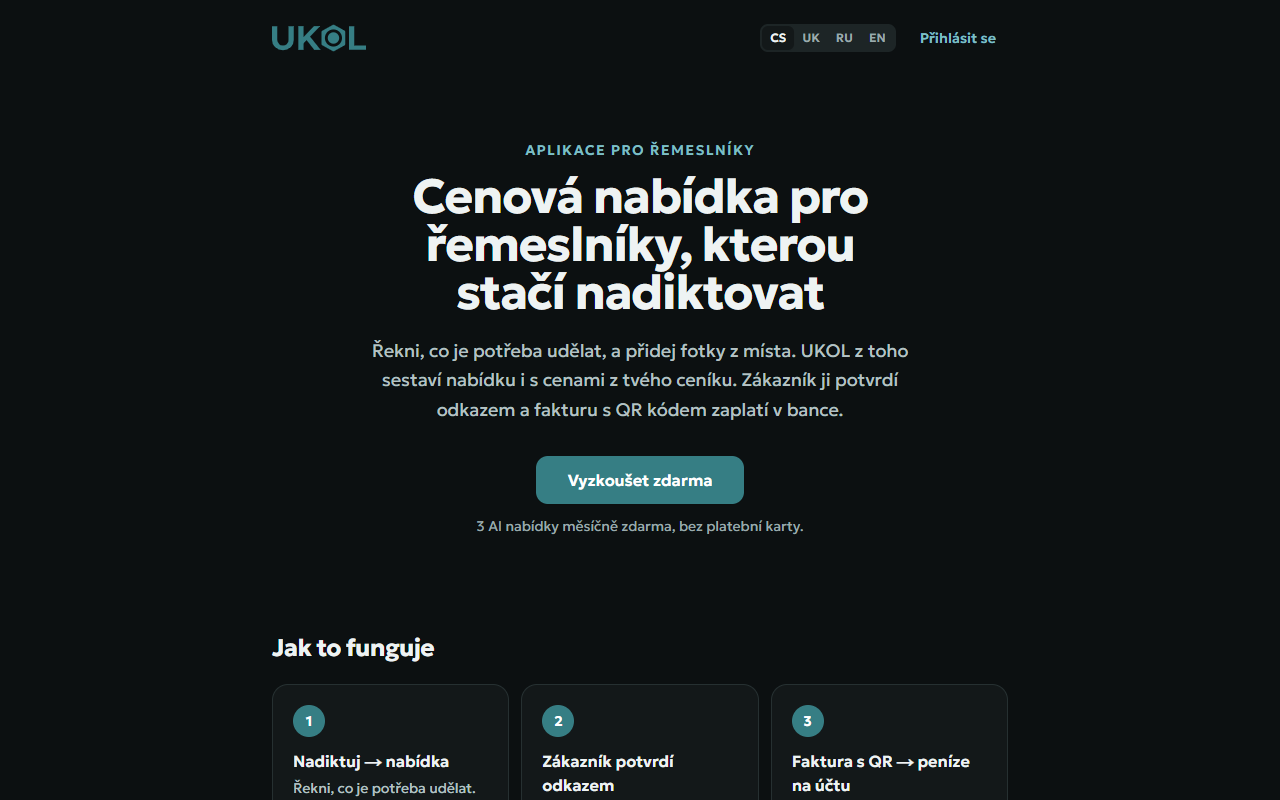 UKOL
CS UK RU EN
Přihlásit se
APLIKACE PRO ŘEMESLNÍKY
Cenová nabídka pro
řemeslníky, kterou
stačí nadiktovat
Řekni, co je potřeba udělat, a přidej fotky z místa. UKOL z toho
sestaví nabídku i s cenami z tvého ceníku. Zákazník ji potvrdí
odkazem a fakturu s QR kódem zaplatí v bance.
Vyzkoušet zdarma
3 AI nabídky měsíčně zdarma, bez platební karty.
Jak to funguje
1
Nadiktuj → nabídka
Řekni, co je potřeba udělat.
2
Zákazník potvrdí
odkazem
3
Faktura s QR → peníze
na účtu